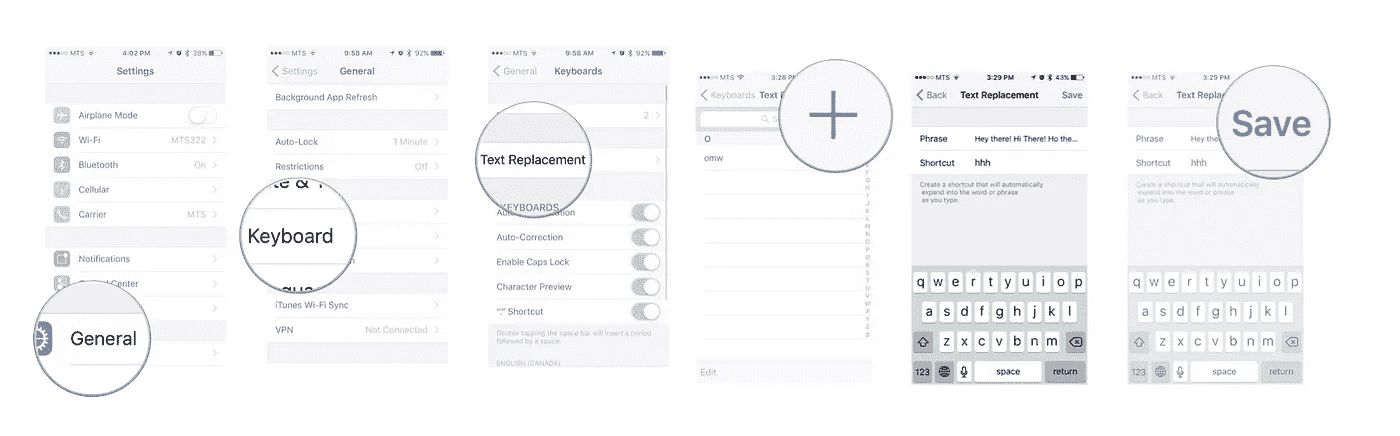 MTS 4:02 PM 38%
Settings
Airplane Mode
Wi-Fi MTS322
Bluetooth On
Cellular
Carrier MTS
Notifications
Center
General
MTS 9:58 AM 92%
Settings General
Background App Refresh
Auto-Lock 1 Minute
Restrictions Off
Keyboard
iTunes Wi-Fi Sync
VPN Not Connected
MTS 9:58 AM 92%
General Keyboards
2
Text Replacement
KEYBOARDS
Auto-Correction
Enable Caps Lock
Character Preview
"." Shortcut
Double tapping the space bar will insert a period
followed by a space.
ENGLISH (CANADA)
MTS 3:28 PM
Keyboards Text
+
O
omw
Edit
MTS 3:29 PM 43%
Back Text Replacement Save
Phrase Hey there! Hi There! Ho the...
Shortcut hhh
Create a shortcut that will automatically
expand into the word or phrase
as you type.
q w e r t y u i o p
a s d f g h j k l
z x c v b n m
123 space return
MTS 3:29 PM
Back Text
Save
Phrase Hey there! Hi Th
Shortcut hhh
Create a shortcut that will automatically
expand into the word or phrase
as you type.
q w e r t y u i o p
a s d f g h j k l
z x c v b n m
123 space return